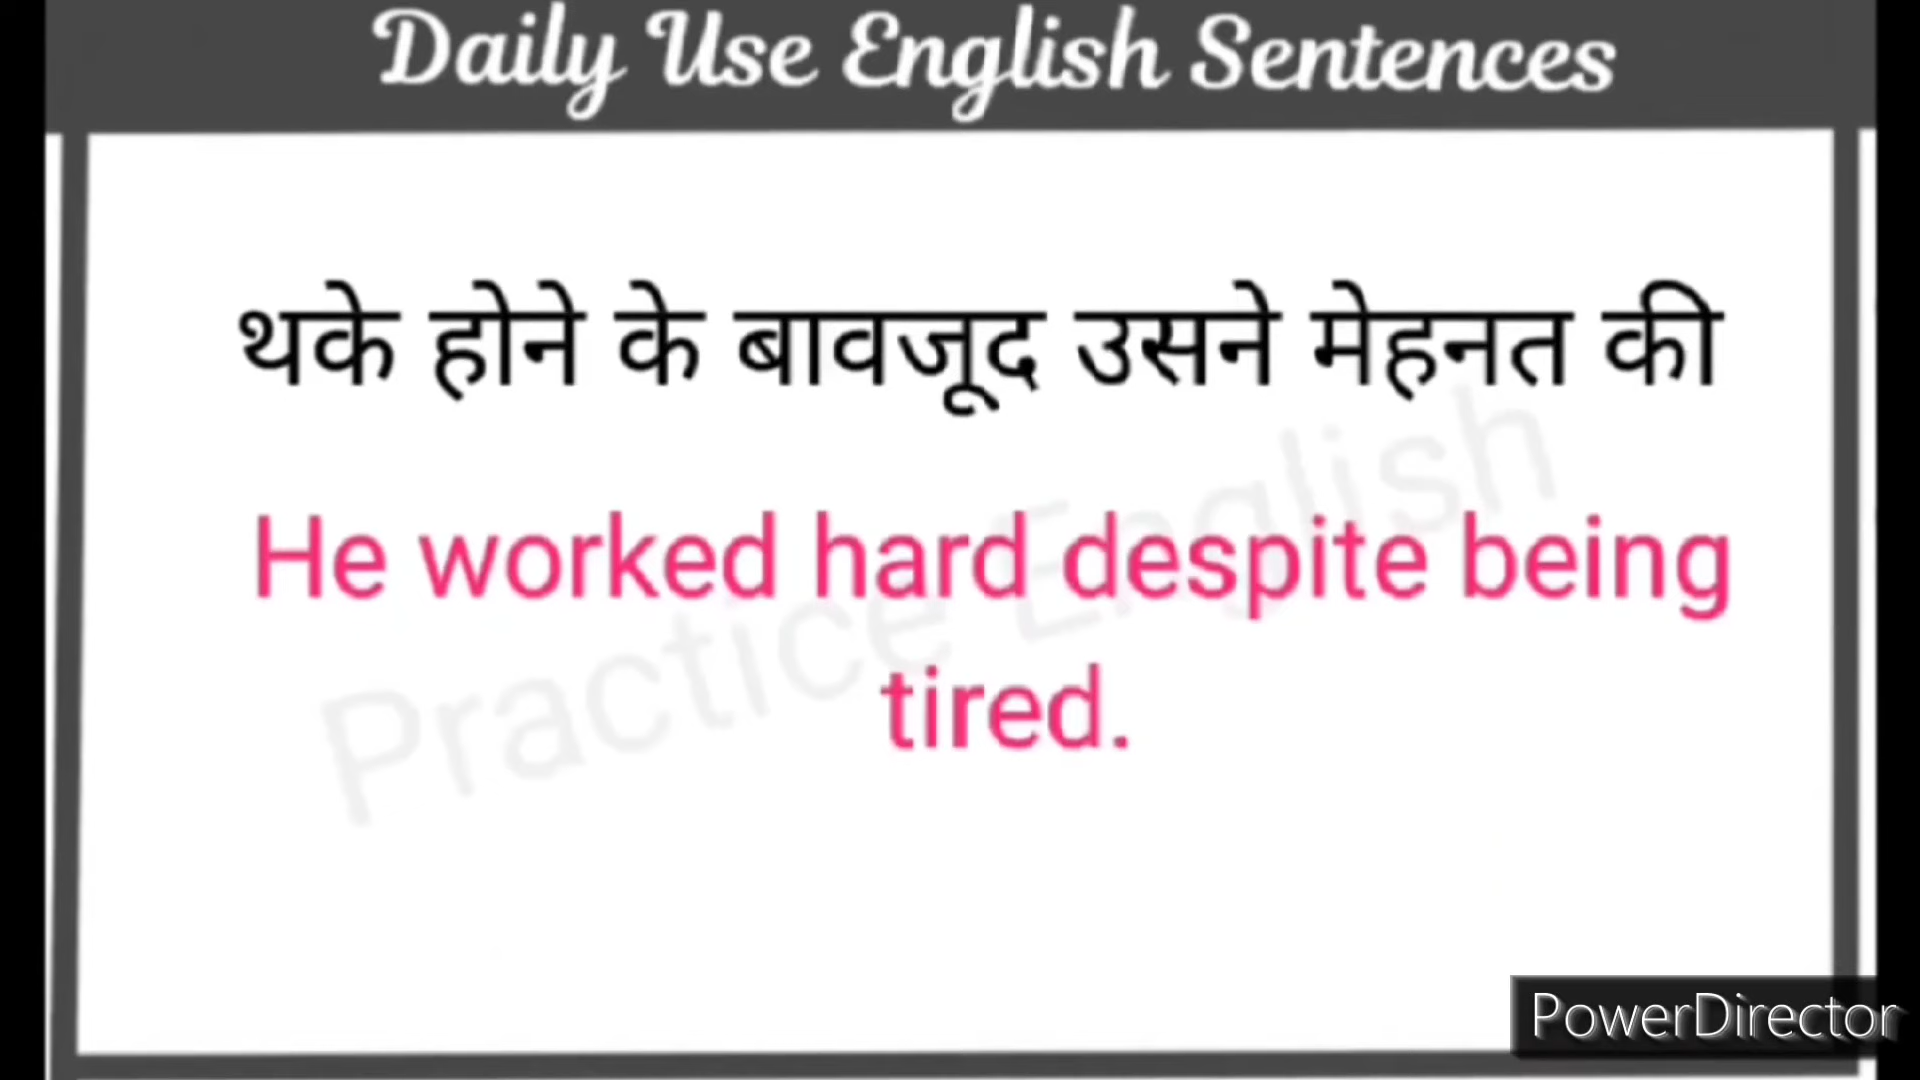 Daily Use English Sentences
थके होने के बावजूद उसने मेहनत की
He worked hard despite being
tired.
Practice English
PowerDirector